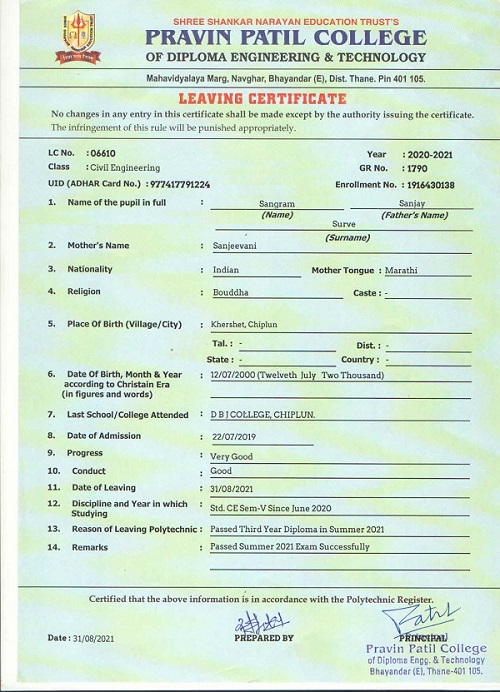 SHREE SHANKAR NARAYAN EDUCATION TRUST'S
PRAVIN PATIL COLLEGE
OF DIPLOMA ENGINEERING & TECHNOLOGY
Mahavidyalaya Marg, Navghar, Bhayandar (E), Dist. Thane. Pin 401 105.
LEAVING CERTIFICATE
No changes in any entry in this certificate shall be made except by the authority issuing the certificate.
The infringement of this rule will be punished appropriately.
LC No. : 06610 Year : 2020-2021
Class : Civil Engineering GR No. : 1790
UID (ADHAR Card No.) : 977417791224 Enrollment No. : 1916430138
1. Name of the pupil in full : Sangram Sanjay
(Name) (Father's Name)
Surve
(Surname)
2. Mother's Name : Sanjeevani
3. Nationality : Indian Mother Tongue : Marathi
4. Religion : Bouddha Caste : -
5. Place Of Birth (Village/City) : Khershet, Chiplun
Tal. : - Dist. : -
State : - Country : -
6. Date Of Birth, Month & Year : 12/07/2000 (Twelveth July Two Thousand)
according to Christain Era
(in figures and words)
7. Last School/College Attended : D B J COLLEGE, CHIPLUN.
8. Date of Admission : 22/07/2019
9. Progress : Very Good
10. Conduct : Good
11. Date of Leaving : 31/08/2021
12. Discipline and Year in which : Std. CE Sem-V Since June 2020
Studying
13. Reason of Leaving Polytechnic : Passed Third Year Diploma in Summer 2021
14. Remarks : Passed Summer 2021 Exam Successfully
Certified that the above information is in accordance with the Polytechnic Register.
Patil
Date : 31/08/2021 PREPARED BY PRINCIPAL
Pravin Patil College
of Diploma Engg. & Technology
Bhayandar (E), Thane-401 105.